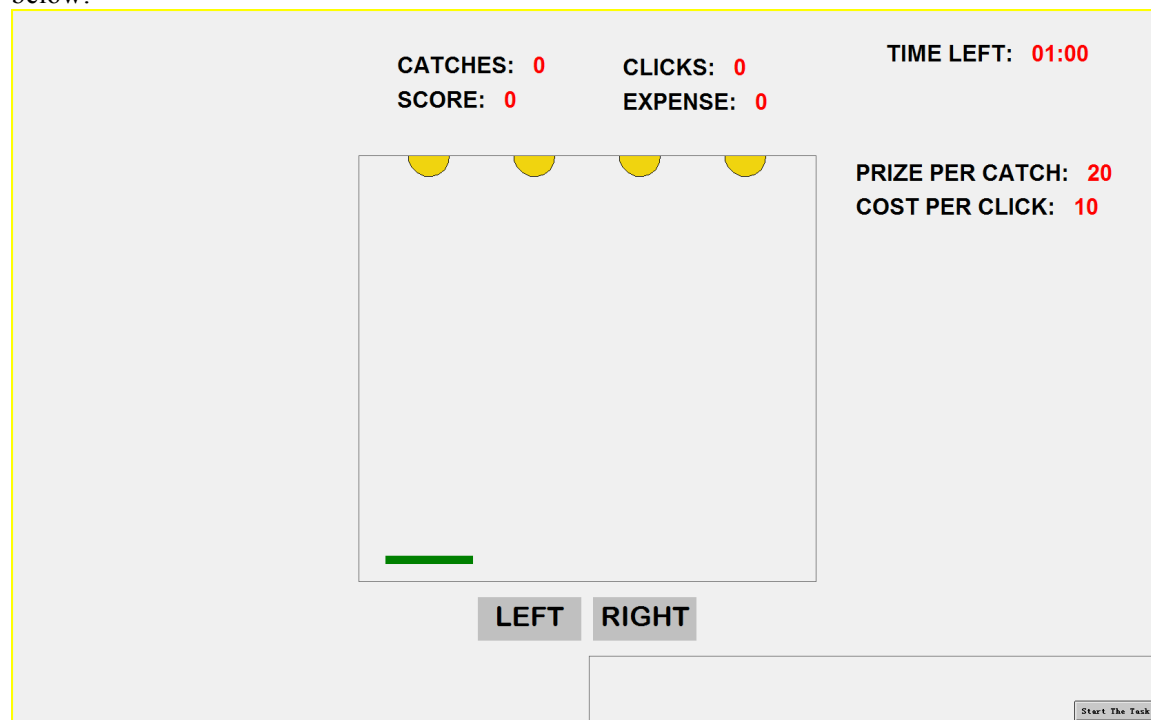 below.
CATCHES: 0 CLICKS: 0 TIME LEFT: 01:00
SCORE: 0 EXPENSE: 0
PRIZE PER CATCH: 20
COST PER CLICK: 10
LEFT RIGHT
Start The Task